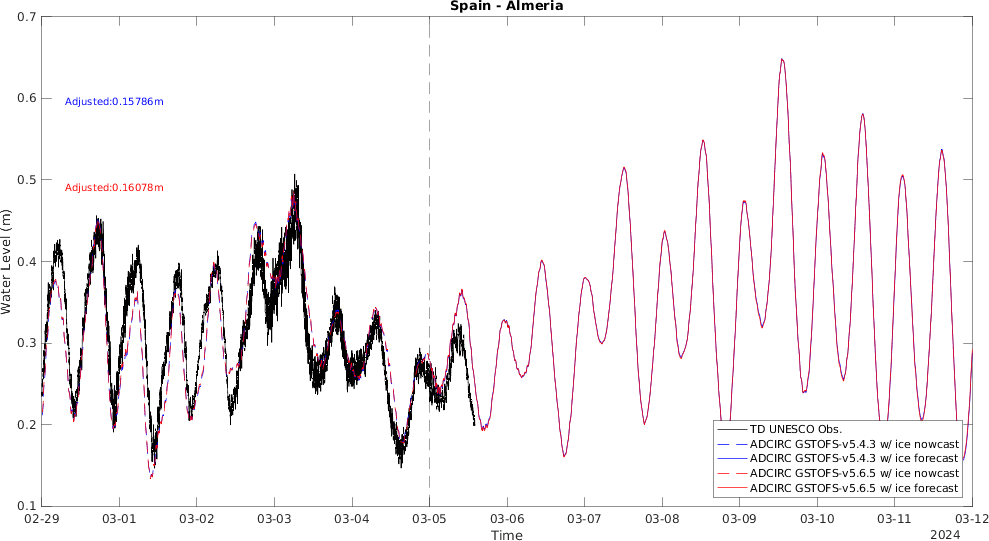 Spain - Almeria
0.7
0.6
0.5
0.4
0.3
0.2
0.1
Water Level (m)
Adjusted:0.15786m
Adjusted:0.16078m
TD UNESCO Obs.
ADCIRC GSTOFS-v5.4.3 w/ ice nowcast
ADCIRC GSTOFS-v5.4.3 w/ ice forecast
ADCIRC GSTOFS-v5.6.5 w/ ice nowcast
ADCIRC GSTOFS-v5.6.5 w/ ice forecast
02-29 03-01 03-02 03-03 03-04 03-05 03-06 03-07 03-08 03-09 03-10 03-11 03-12
Time
2024